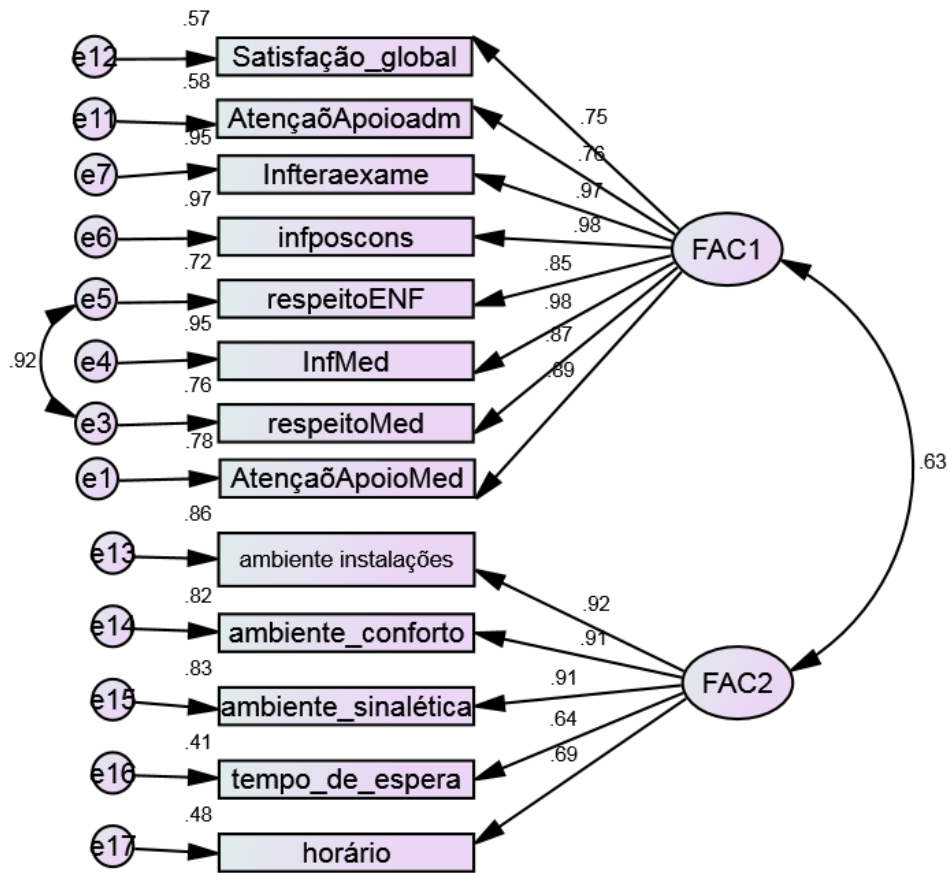 .57
e12 Satisfação_global
.58
e11 AtençaõApoioadm
.95
e7 Infteraexame
.97
e6 infposcons
.72
e5 respeitoENF
.95
e4 InfMed
.76
e3 respeitoMed
.78
e1 AtençaõApoioMed
.92
.75
.76
.97
.98
.85
.98
.87
.89
FAC1
.63
.86
e13 ambiente instalações
.82
e14 ambiente_conforto
.83
e15 ambiente_sinalética
.41
e16 tempo_de_espera
.48
e17 horário
.92
.91
.91
.64
.69
FAC2